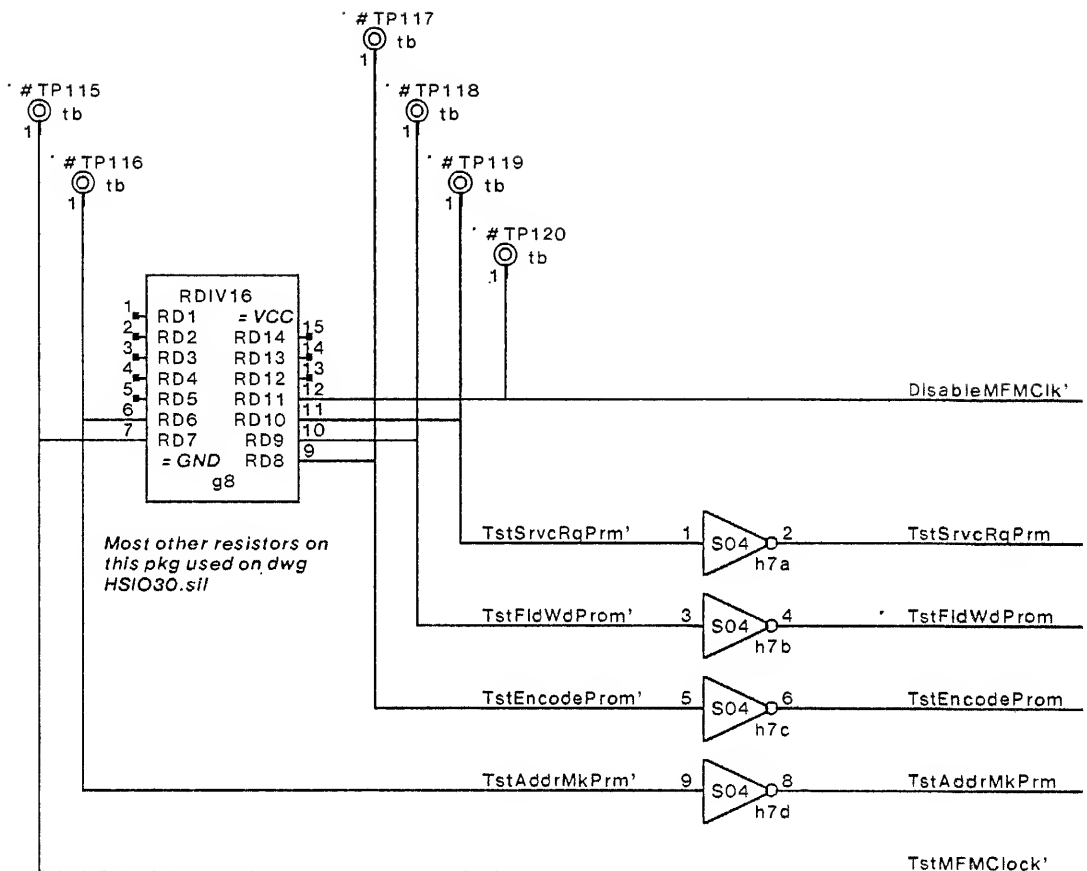 #TP117
tb
1
#TP115
tb
1
#TP118
tb
1
#TP116
tb
1
#TP119
tb
1
#TP120
tb
1
RDIV16
1 RD1 =VCC
2 RD2 RD14 15
3 RD3 RD13 14
4 RD4 RD12 13
5 RD5 RD11 12
6 RD6 RD10 11
7 RD7 RD9 10
=GND RD8 9
g8
DisableMFMClk'
Most other resistors on
this pkg used on dwg
HSIO30.sil
TstSrvcRqPrm' 1 S04 2 TstSrvcRqPrm
h7a
TstFldWdProm' 3 S04 4 TstFldWdProm
h7b
TstEncodeProm' 5 S04 6 TstEncodeProm
h7c
TstAddrMkPrm' 9 S04 8 TstAddrMkPrm
h7d
TstMFMClock'